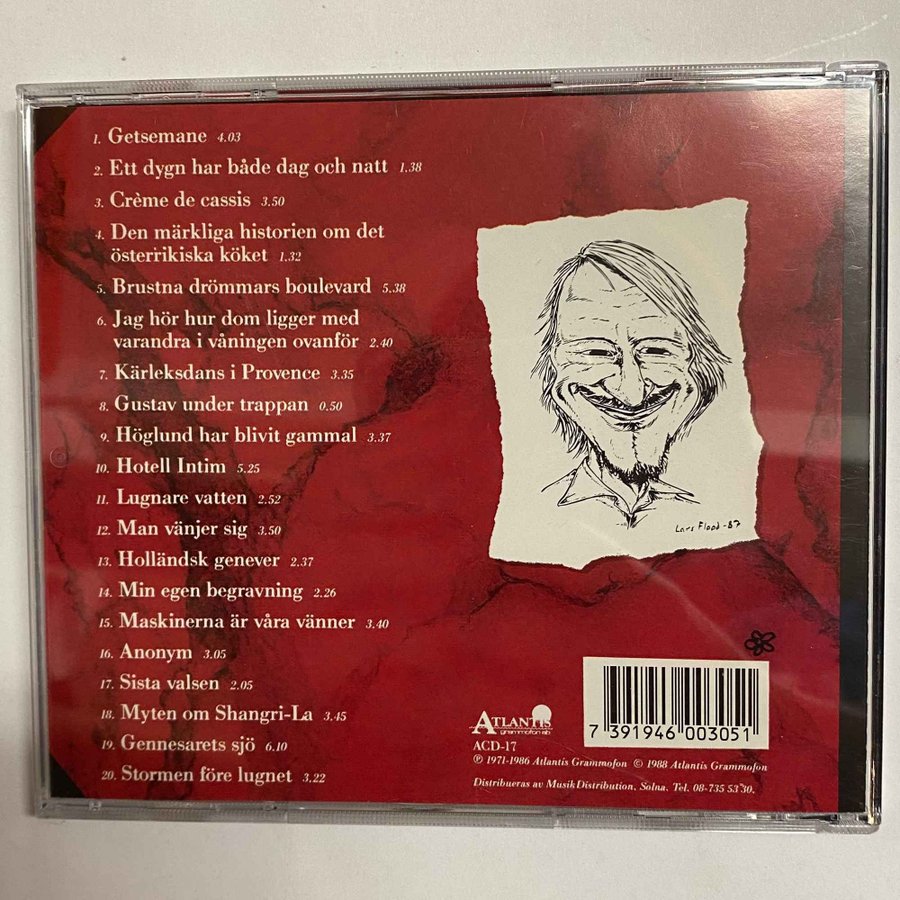 1. Getsemane 4.03
2. Ett dygn har både dag och natt 1.38
3. Crème de cassis 3.50
4. Den märkliga historien om det
österrikiska köket 1.32
5. Brustna drömmars boulevard 5.38
6. Jag hör hur dom ligger med
varandra i våningen ovanför 2.40
7. Kärleksdans i Provence 3.35
8. Gustav under trappan 0.50
9. Höglund har blivit gammal 3.37
10. Hotell Intim 5.25
11. Lugnare vatten 2.52
12. Man vänjer sig 3.50
13. Holländsk genever 2.37
14. Min egen begravning 2.26
15. Maskinerna är våra vänner 3.40
16. Anonym 3.05
17. Sista valsen 2.05
18. Myten om Shangri-La 3.45
19. Gennesarets sjö 6.10
20. Stormen före lugnet 3.22
Lars Flood -87
ATLANTIS
grammofon ab
ACD-17
℗ 1971-1986 Atlantis Grammofon © 1988 Atlantis Grammofon
Distribueras av MusikDistribution, Solna, Tel. 08-735 53 30.
7 391946 003051